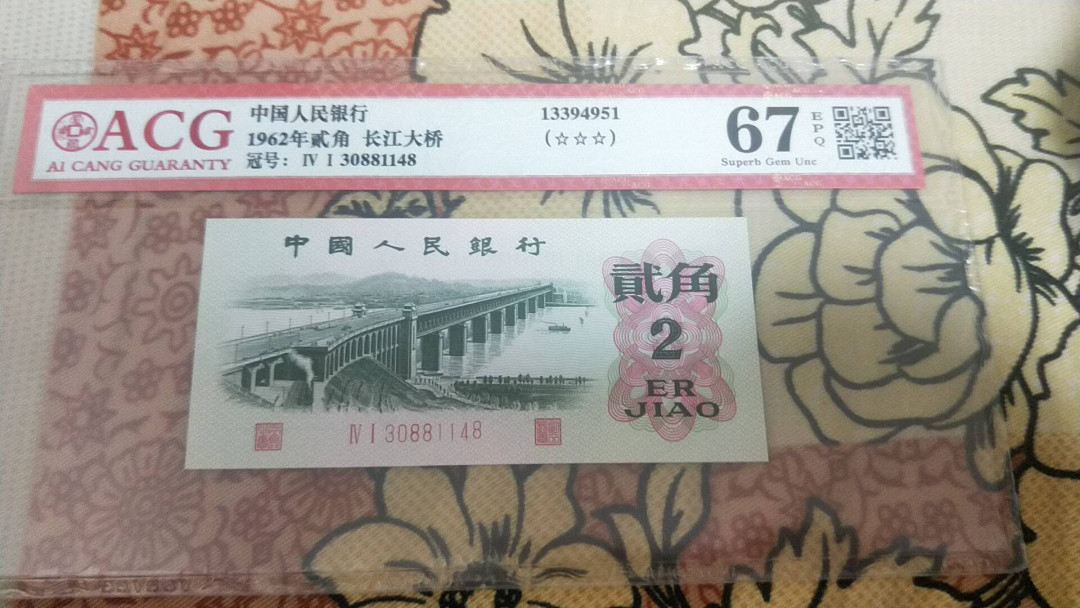 ACG
AI CANG GUARANTY
中国人民银行
1962年贰角 长江大桥
冠号: Ⅳ Ⅰ 30881148
13394951
(☆☆☆)
67
EPQ
Superb Gem Unc
中國人民銀行
貳角
2
ER
JIAO
Ⅳ Ⅰ 30881148